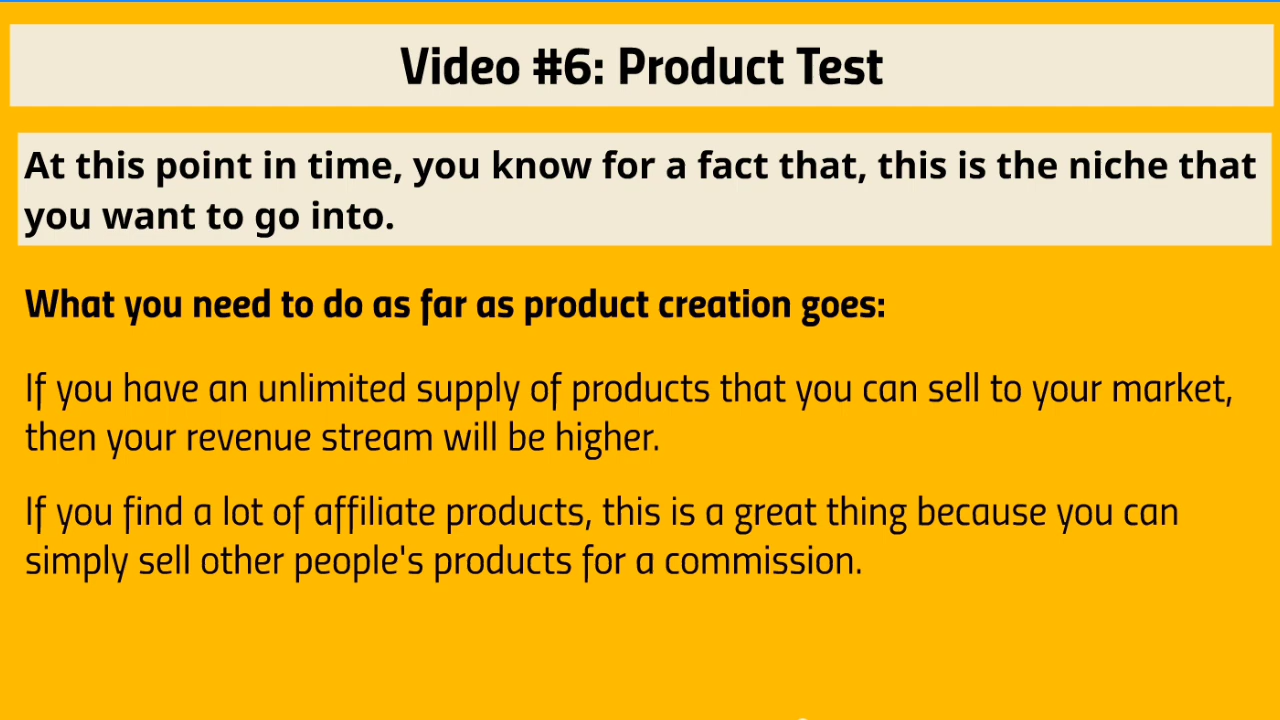 Video #6: Product Test
At this point in time, you know for a fact that, this is the niche that
you want to go into.
What you need to do as far as product creation goes:
If you have an unlimited supply of products that you can sell to your market,
then your revenue stream will be higher.
If you find a lot of affiliate products, this is a great thing because you can
simply sell other people's products for a commission.